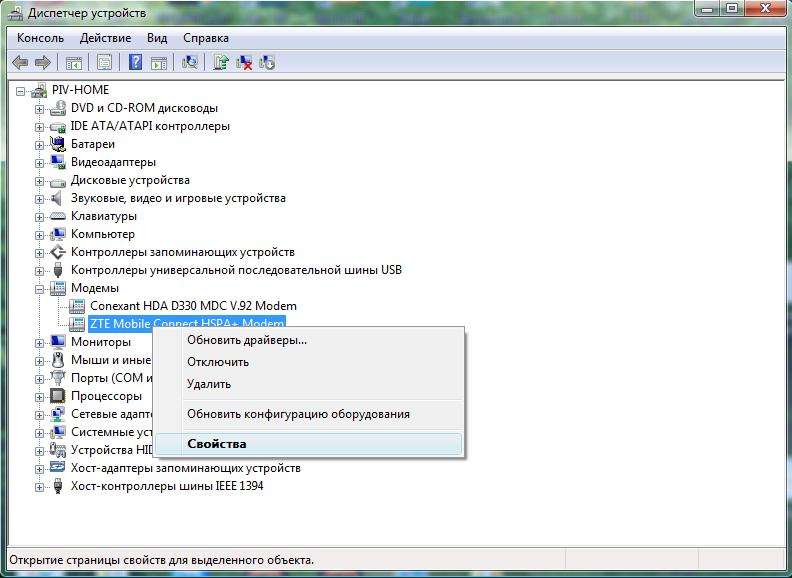 Диспетчер устройств
Консоль Действие Вид Справка
PIV-HOME
DVD и CD-ROM дисководы
IDE ATA/ATAPI контроллеры
Батареи
Видеоадаптеры
Дисковые устройства
Звуковые, видео и игровые устройства
Клавиатуры
Компьютер
Контроллеры запоминающих устройств
Контроллеры универсальной последовательной шины USB
Модемы
Conexant HDA D330 MDC V.92 Modem
ZTE Mobile Connect HSPA+ Modem
Обновить драйверы...
Мониторы
Отключить
Мыши и иные
Удалить
Порты (COM и
Процессоры
Обновить конфигурацию оборудования
Сетевые адапт
Системные уст
Свойства
Устройства HID
Хост-адаптеры запоминающих устройств
Хост-контроллеры шины IEEE 1394
Открытие страницы свойств для выделенного объекта.